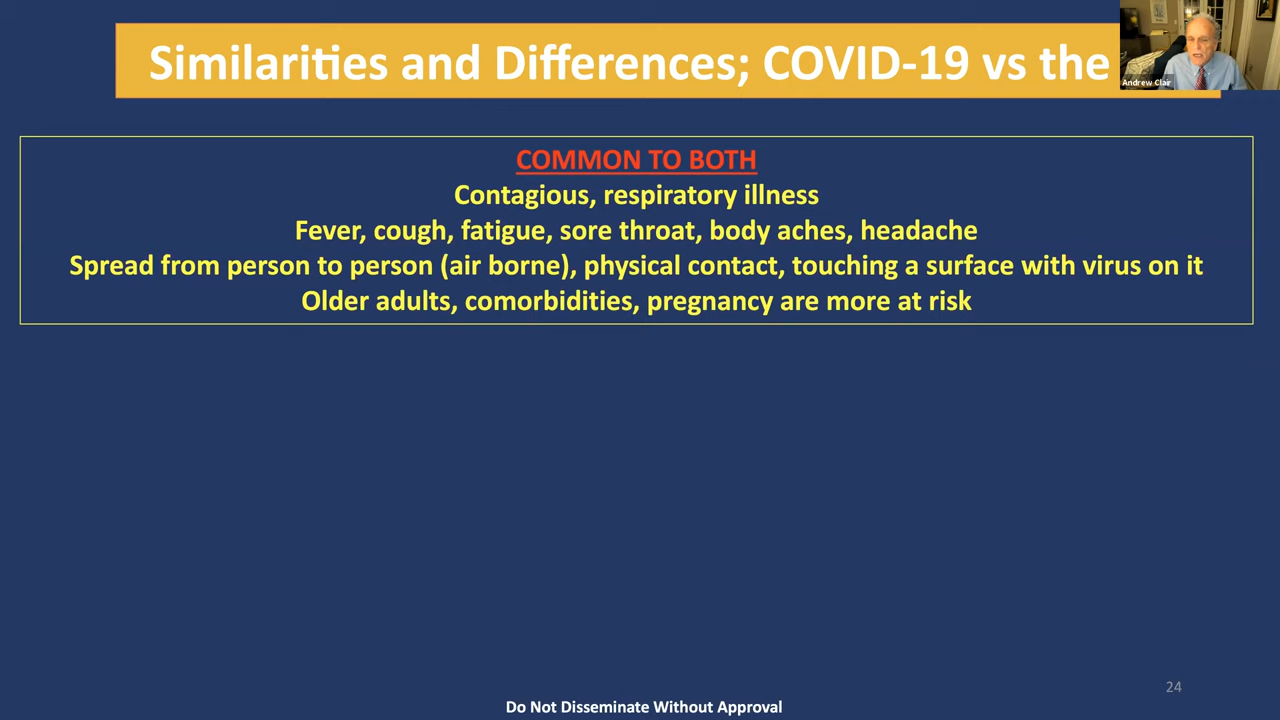 Similarities and Differences; COVID-19 vs the
Andrew Clair
COMMON TO BOTH
Contagious, respiratory illness
Fever, cough, fatigue, sore throat, body aches, headache
Spread from person to person (air borne), physical contact, touching a surface with virus on it
Older adults, comorbidities, pregnancy are more at risk
24
Do Not Disseminate Without Approval